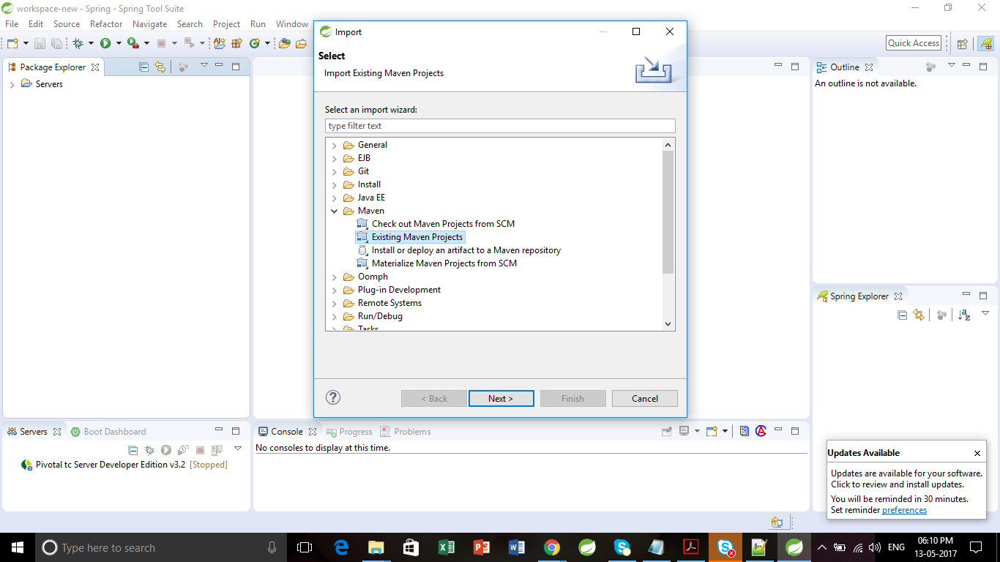 workspace-new - Spring - Spring Tool Suite
File Edit Source Refactor Navigate Search Project Run Window
Quick Access
Package Explorer
Servers
Import
Select
Import Existing Maven Projects
Select an import wizard:
type filter text
General
EJB
Git
Install
Java EE
Maven
Check out Maven Projects from SCM
Existing Maven Projects
Install or deploy an artifact to a Maven repository
Materialize Maven Projects from SCM
Oomph
Plug-in Development
Remote Systems
Run/Debug
Tasks
< Back Next > Finish Cancel
Outline
An outline is not available.
Spring Explorer
Servers Boot Dashboard
Pivotal tc Server Developer Edition v3.2 [Stopped]
Console Progress Problems
No consoles to display at this time.
Updates Available
Updates are available for your software.
Click to review and install updates.
You will be reminded in 30 minutes.
Set reminder preferences
Type here to search
ENG
06:10 PM
13-05-2017